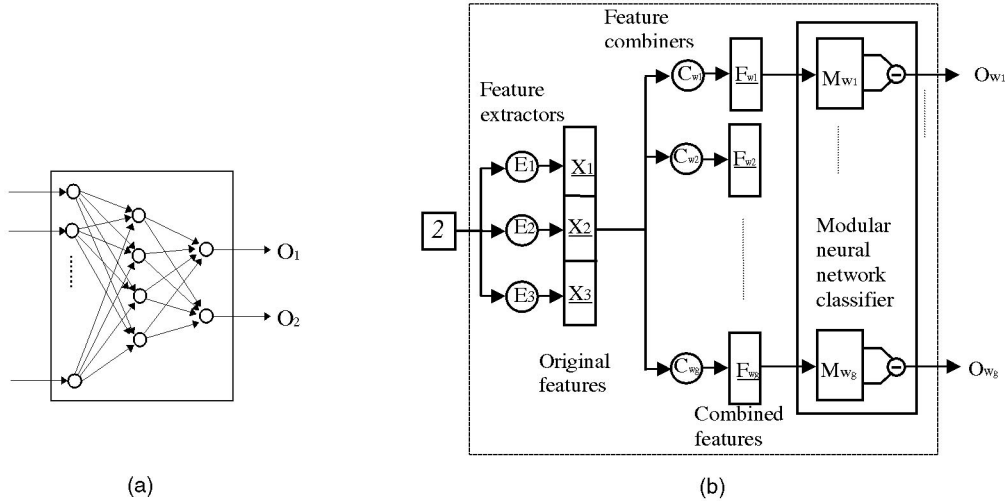 O1
O2
(a)
Feature
combiners
Feature
extractors
2
E1
E2
E3
X1
X2
X3
Original
features
Cw1
Cw2
Cwg
Fw1
Fw2
Fwg
Combined
features
Mw1
Mwg
Modular
neural
network
classifier
Ow1
Owg
(b)